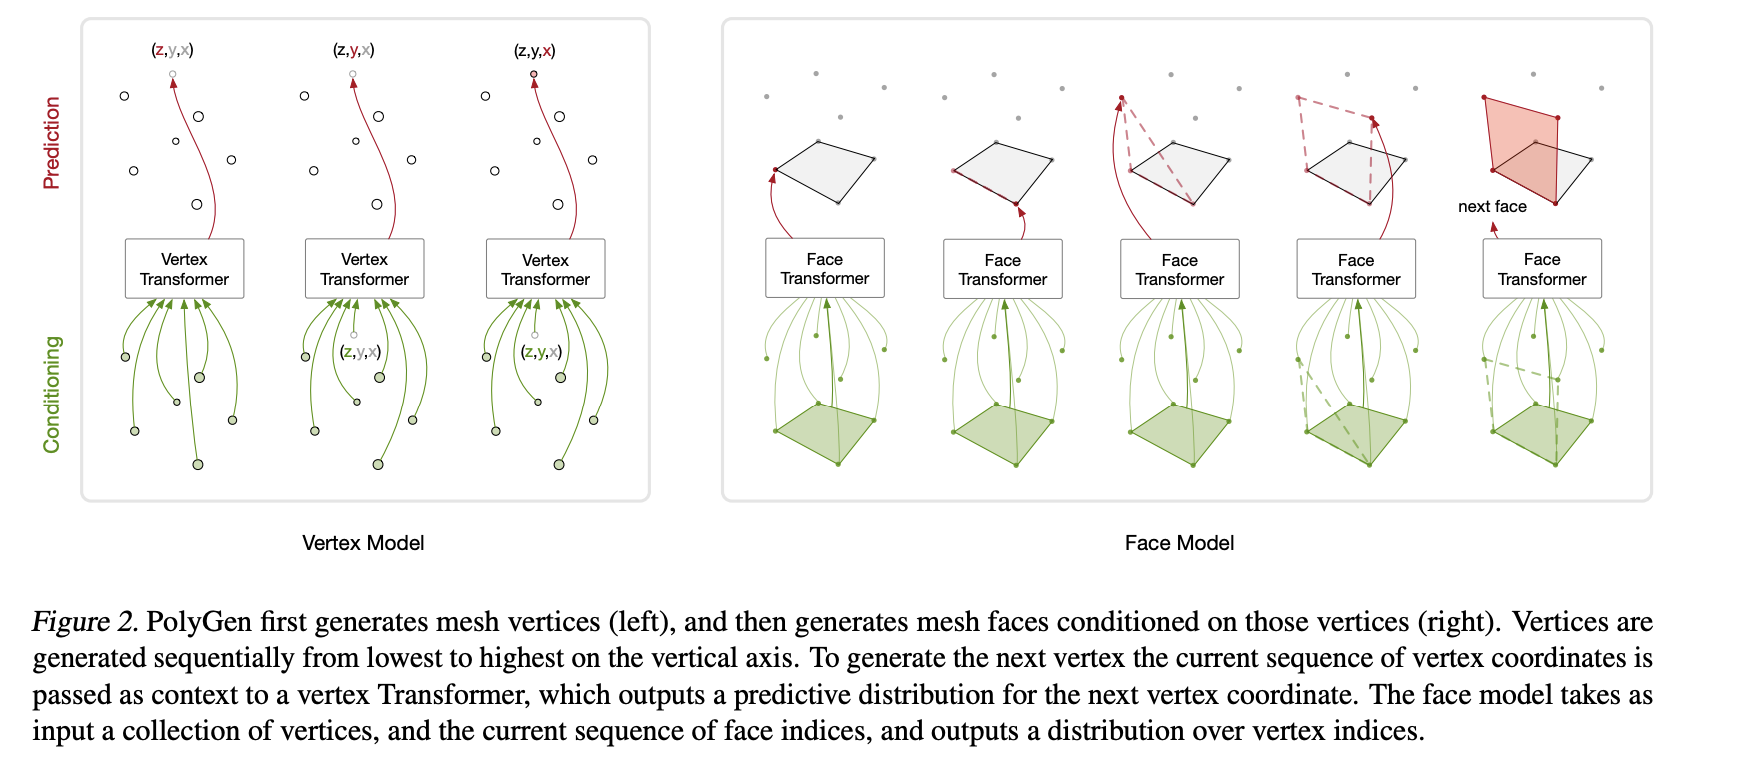 Prediction
Conditioning
(z,y,x)
(z,y,x)
(z,y,x)
Vertex
Transformer
Vertex
Transformer
Vertex
Transformer
(z,y,x)
(z,y,x)
Vertex Model
next face
Face
Transformer
Face
Transformer
Face
Transformer
Face
Transformer
Face
Transformer
Face Model
Figure 2. PolyGen first generates mesh vertices (left), and then generates mesh faces conditioned on those vertices (right). Vertices are
generated sequentially from lowest to highest on the vertical axis. To generate the next vertex the current sequence of vertex coordinates is
passed as context to a vertex Transformer, which outputs a predictive distribution for the next vertex coordinate. The face model takes as
input a collection of vertices, and the current sequence of face indices, and outputs a distribution over vertex indices.